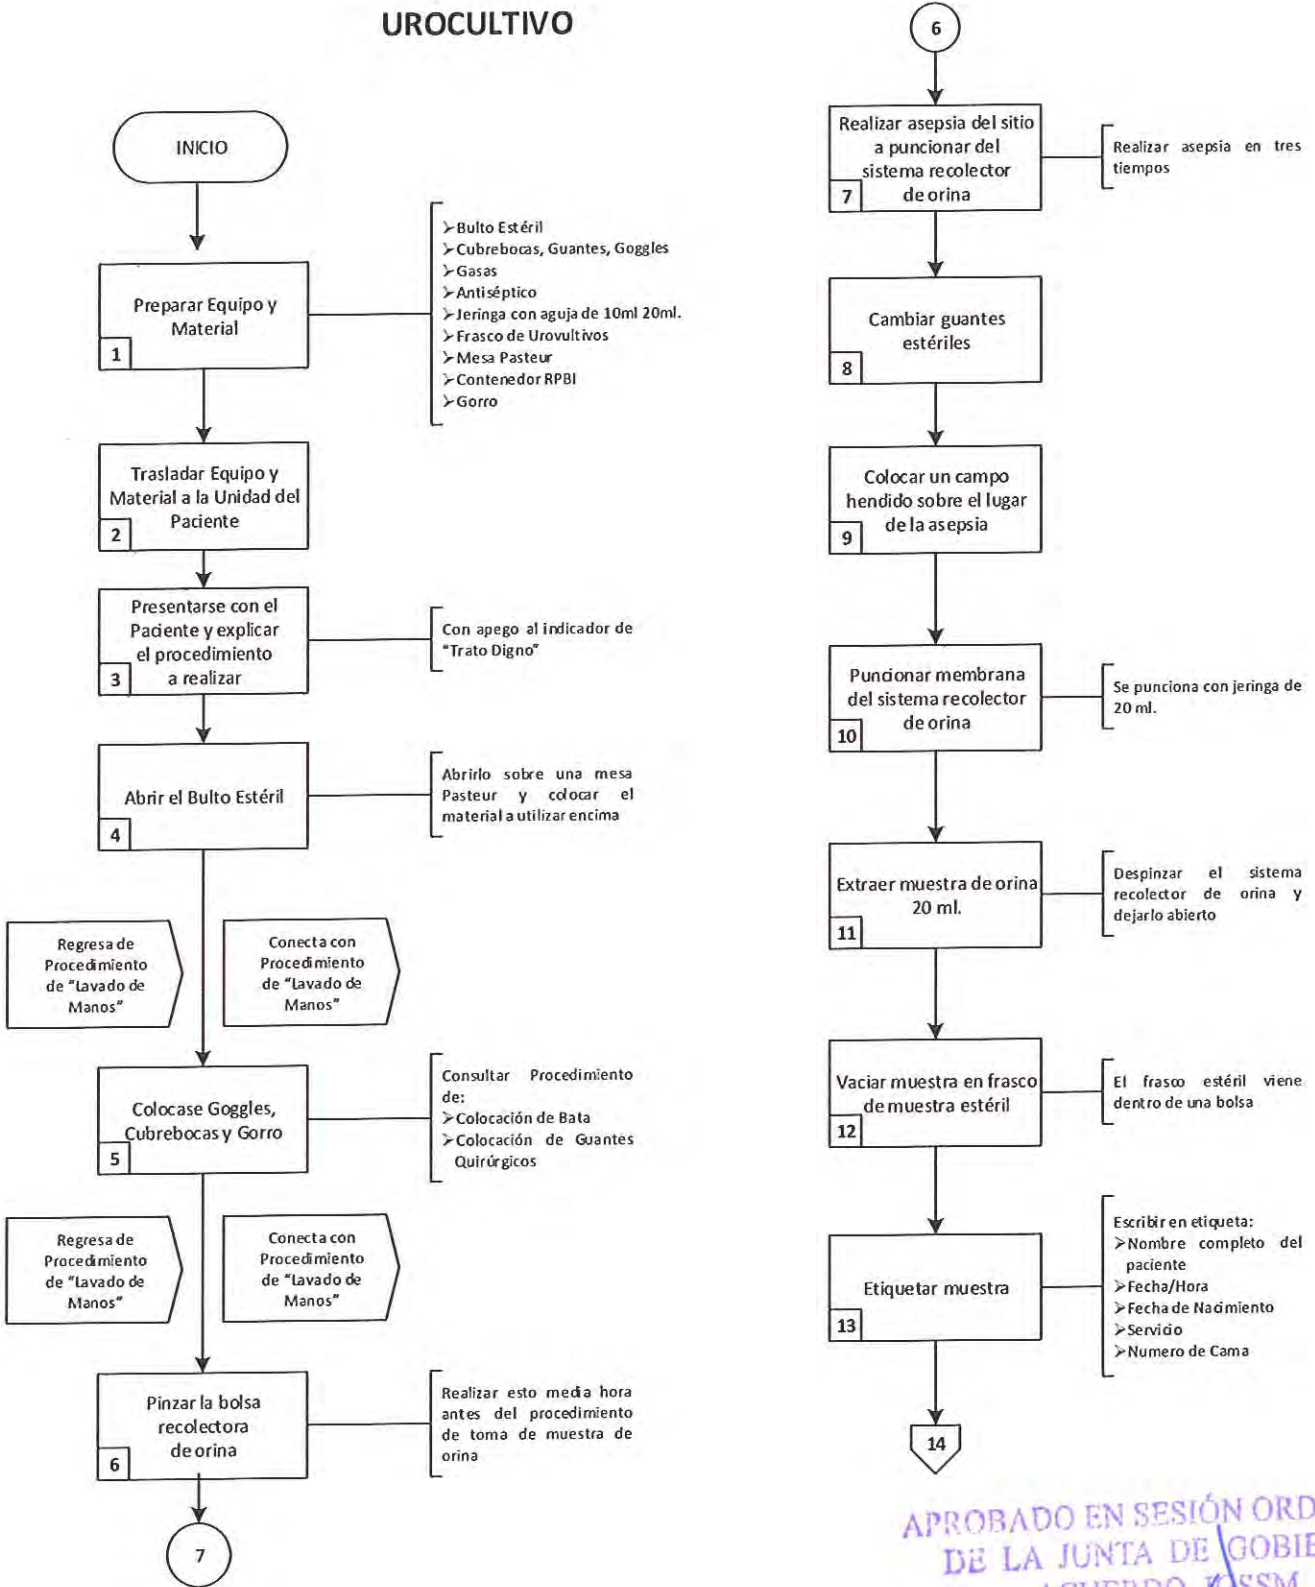 UROCULTIVO
INICIO
Preparar Equipo y
Material
1
➢Bulto Estéril
➢Cubrebocas, Guantes, Goggles
➢Gasas
➢Antiséptico
➢Jeringa con aguja de 10ml 20ml.
➢Frasco de Urovultivos
➢Mesa Pasteur
➢Contenedor RPBI
➢Gorro
Trasladar Equipo y
Material a la Unidad del
Paciente
2
Presentarse con el
Paciente y explicar
el procedimiento
a realizar
3
Con apego al indicador de
"Trato Digno"
Abrir el Bulto Estéril
4
Abrirlo sobre una mesa
Pasteur y colocar el
material a utilizar encima
Regresa de
Procedimiento
de "Lavado de
Manos"
Conecta con
Procedimiento
de "Lavado de
Manos"
Colocase Goggles,
Cubrebocas y Gorro
5
Consultar Procedimiento
de:
➢Colocación de Bata
➢Colocación de Guantes
Quirúrgicos
Regresa de
Procedimiento
de "Lavado de
Manos"
Conecta con
Procedimiento
de "Lavado de
Manos"
Pinzar la bolsa
recolectora
de orina
6
Realizar esto media hora
antes del procedimiento
de toma de muestra de
orina
7
6
Realizar asepsia del sitio
a puncionar del
sistema recolector
de orina
7
Realizar asepsia en tres
tiempos
Cambiar guantes
estériles
8
Colocar un campo
hendido sobre el lugar
de la asepsia
9
Puncionar membrana
del sistema recolector
de orina
10
Se punciona con jeringa de
20 ml.
Extraer muestra de orina
20 ml.
11
Despinzar el sistema
recolector de orina y
dejarlo abierto
Vaciar muestra en frasco
de muestra estéril
12
El frasco estéril viene
dentro de una bolsa
Etiquetar muestra
13
Escribir en etiqueta:
➢Nombre completo del
paciente
➢Fecha/Hora
➢Fecha de Nacimiento
➢Servicio
➢Numero de Cama
14
APROBADO EN SESIÓN ORD
DE LA JUNTA DE GOBIE